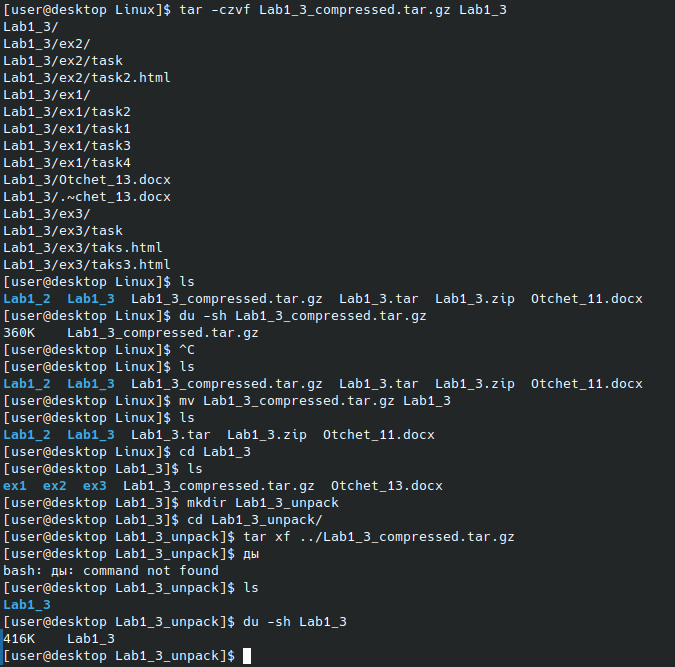 [user@desktop Linux]$ tar -czvf Lab1_3_compressed.tar.gz Lab1_3
Lab1_3/
Lab1_3/ex2/
Lab1_3/ex2/task
Lab1_3/ex2/task2.html
Lab1_3/ex1/
Lab1_3/ex1/task2
Lab1_3/ex1/task1
Lab1_3/ex1/task3
Lab1_3/ex1/task4
Lab1_3/Otchet_13.docx
Lab1_3/.~chet_13.docx
Lab1_3/ex3/
Lab1_3/ex3/task
Lab1_3/ex3/taks.html
Lab1_3/ex3/taks3.html
[user@desktop Linux]$ ls
Lab1_2  Lab1_3  Lab1_3_compressed.tar.gz  Lab1_3.tar  Lab1_3.zip  Otchet_11.docx
[user@desktop Linux]$ du -sh Lab1_3_compressed.tar.gz
360K    Lab1_3_compressed.tar.gz
[user@desktop Linux]$ ^C
[user@desktop Linux]$ ls
Lab1_2  Lab1_3  Lab1_3_compressed.tar.gz  Lab1_3.tar  Lab1_3.zip  Otchet_11.docx
[user@desktop Linux]$ mv Lab1_3_compressed.tar.gz Lab1_3
[user@desktop Linux]$ ls
Lab1_2  Lab1_3  Lab1_3.tar  Lab1_3.zip  Otchet_11.docx
[user@desktop Linux]$ cd Lab1_3
[user@desktop Lab1_3]$ ls
ex1  ex2  ex3  Lab1_3_compressed.tar.gz  Otchet_13.docx
[user@desktop Lab1_3]$ mkdir Lab1_3_unpack
[user@desktop Lab1_3]$ cd Lab1_3_unpack/
[user@desktop Lab1_3_unpack]$ tar xf ../Lab1_3_compressed.tar.gz
[user@desktop Lab1_3_unpack]$ ды
bash: ды: command not found
[user@desktop Lab1_3_unpack]$ ls
Lab1_3
[user@desktop Lab1_3_unpack]$ du -sh Lab1_3
416K    Lab1_3
[user@desktop Lab1_3_unpack]$